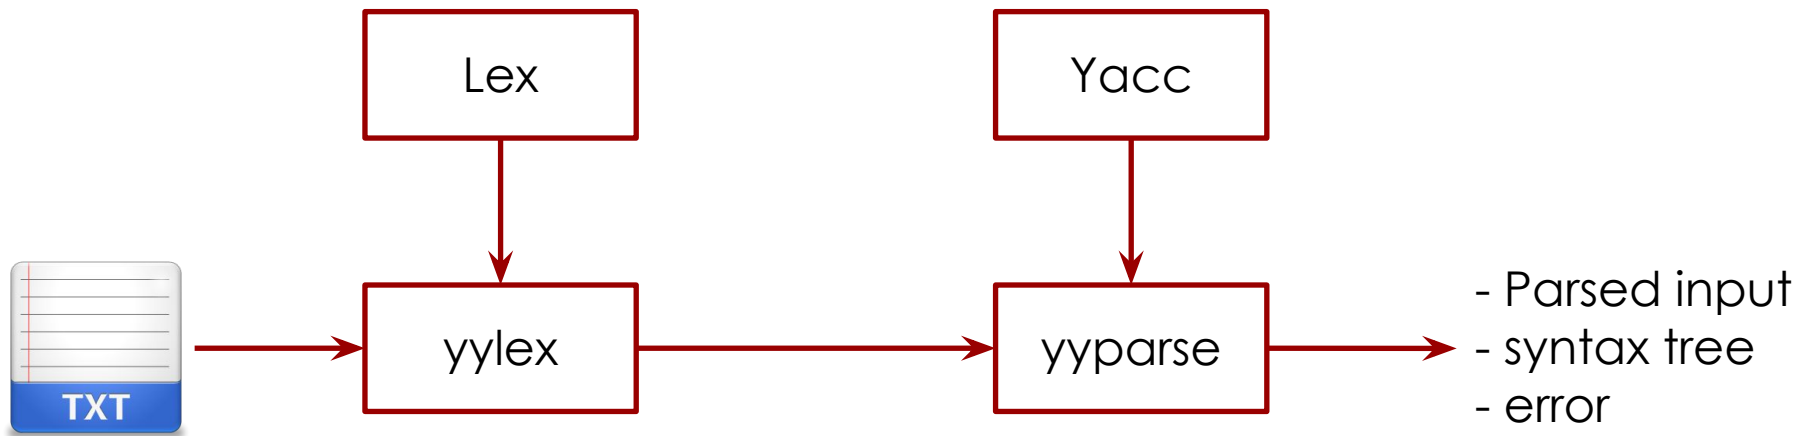 Lex
Yacc
TXT
yylex
yyparse
- Parsed input
- syntax tree
- error